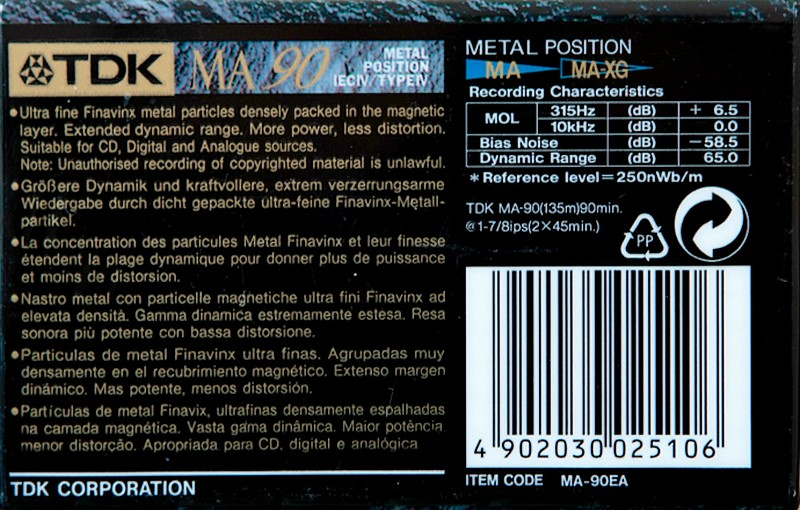 TDK MA 90 METAL
POSITION
IECIV/TYPEIV
●Ultra fine Finavinx metal particles densely packed in the magnetic
layer. Extended dynamic range. More power, less distortion.
Suitable for CD, Digital and Analogue sources.
Note: Unauthorised recording of copyrighted material is unlawful.
●Größere Dynamik und kraftvollere, extrem verzerrungsarme
Wiedergabe durch dicht gepackte ultra-feine Finavinx-Metall-
partikel.
●La concentration des particules Metal Finavinx et leur finesse
étendent la plage dynamique pour donner plus de puissance
et moins de distorsion.
●Nastro metal con particelle magnetiche ultra fini Finavinx ad
elevata densitá. Gamma dinamica estremamente estesa. Resa
sonora più potente con bassa distorsione.
●Particulas de metal Finavinx ultra finas. Agrupadas muy
densamente en el recubrimiento magnético. Extenso margen
dinámico. Mas potente, menos distorsión.
●Partículas de metal Finavix, ultrafinas densamente espalhadas
na camada magnética. Vasta gama dinâmica. Maior potência
menor distorção. Apropriada para CD, digital e analógica
TDK CORPORATION
METAL POSITION
MA MA-XG
Recording Characteristics
MOL 315Hz (dB) + 6.5
10kHz (dB) 0.0
Bias Noise (dB) −58.5
Dynamic Range (dB) 65.0
*Reference level=250nWb/m
TDK MA-90(135m)90min.
@1-7/8ips(2×45min.)
PP
4 902030 025106
ITEM CODE MA-90EA